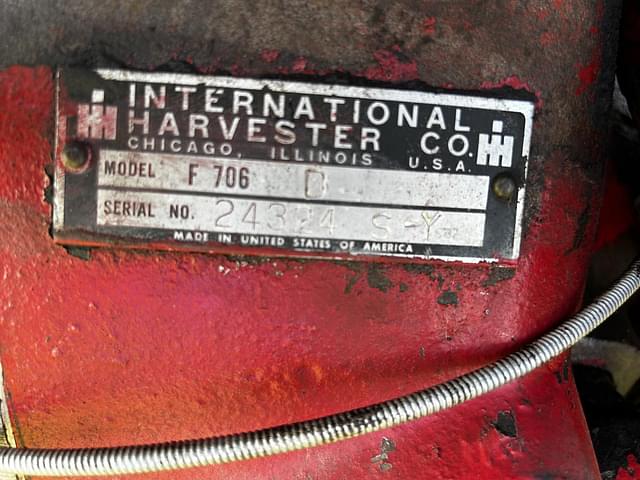 INTERNATIONAL
HARVESTER CO.
CHICAGO, ILLINOIS U.S.A.
MODEL F 706 D
SERIAL NO. 24324 S-Y
MADE IN UNITED STATES OF AMERICA